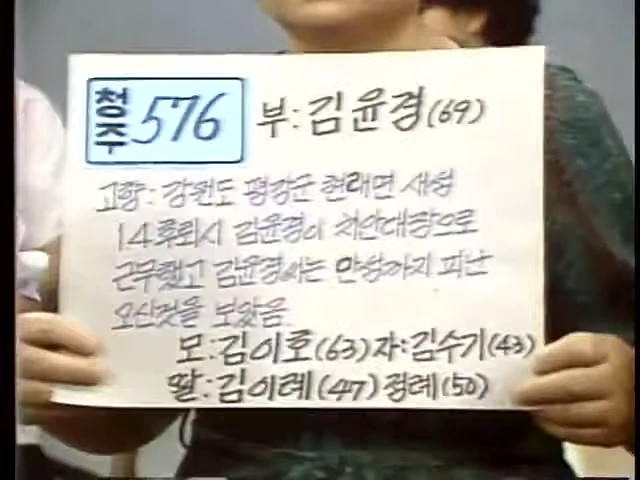 청주 576 부:김윤경(69)
고향: 강원도 평강군 현래면 새성
14후퇴시 김윤경이 치안대장으로
근무했고 김윤경씨는 안성까지 피난
오신것을 보았음.
모:김이호(63)자:김수기(43)
딸:김이례(47)정례(50)